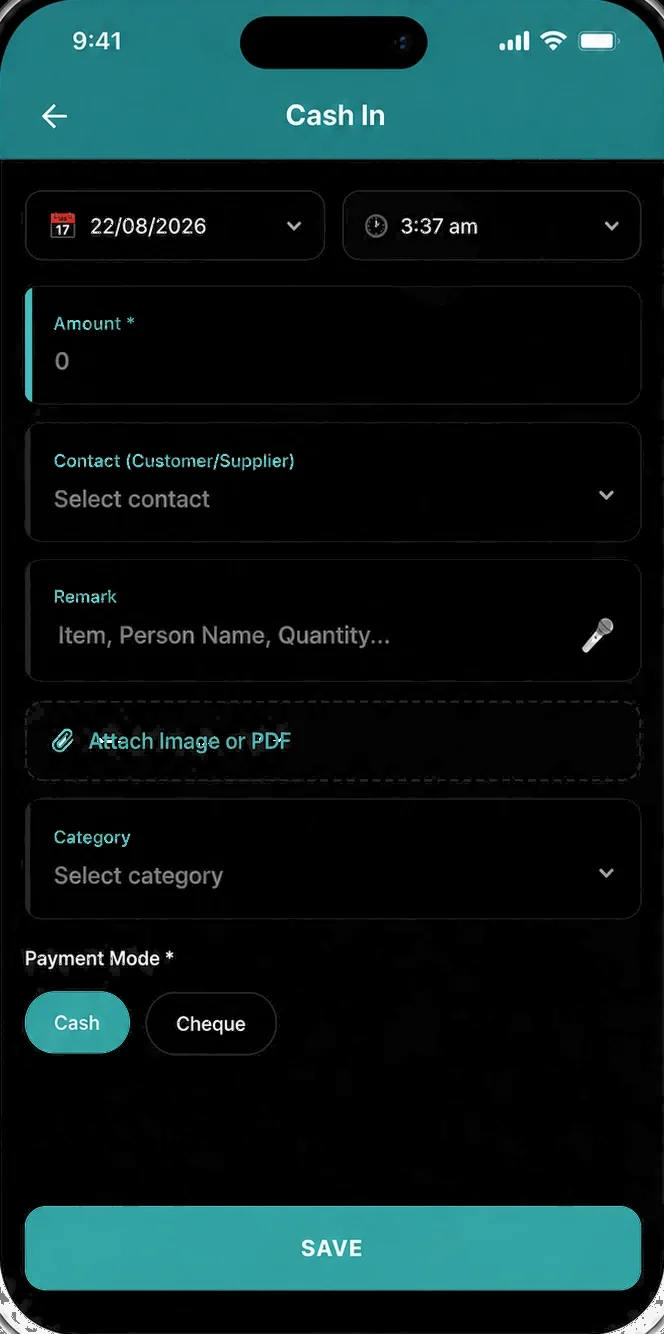 9:41
Cash In
17 22/08/2026
3:37 am
Amount *
0
Contact (Customer/Supplier)
Select contact
Remark
Item, Person Name, Quantity...
Attach Image or PDF
Category
Select category
Payment Mode *
Cash Cheque
SAVE